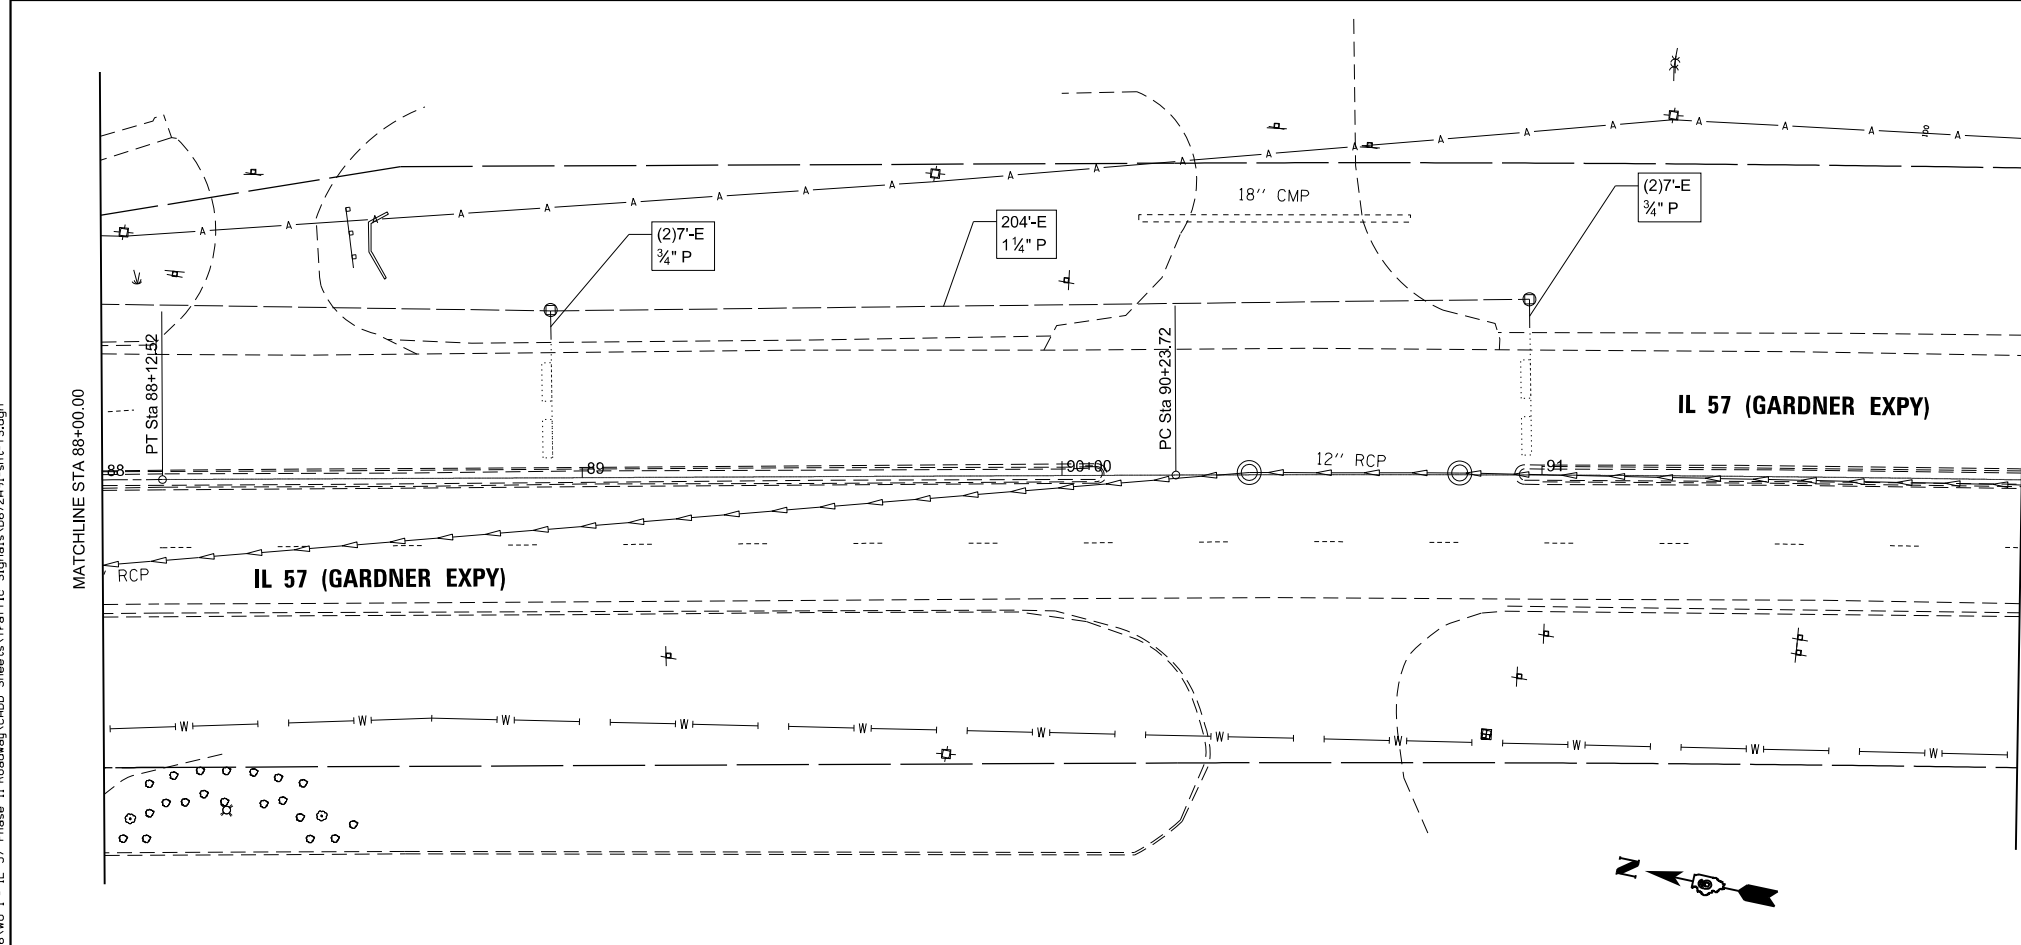 18'' CMP
(2)7'-E
¾" P
204'-E
1¼" P
(2)7'-E
¾" P
MATCHLINE STA 88+00.00
PT Sta 88+12.52
PC Sta 90+23.72
IL 57 (GARDNER EXPY)
88
89
90+00
12'' RCP
91
RCP
IL 57 (GARDNER EXPY)
A A A A A A A A A A A A A A A A A A A A
W W W W W W W W W W W
N